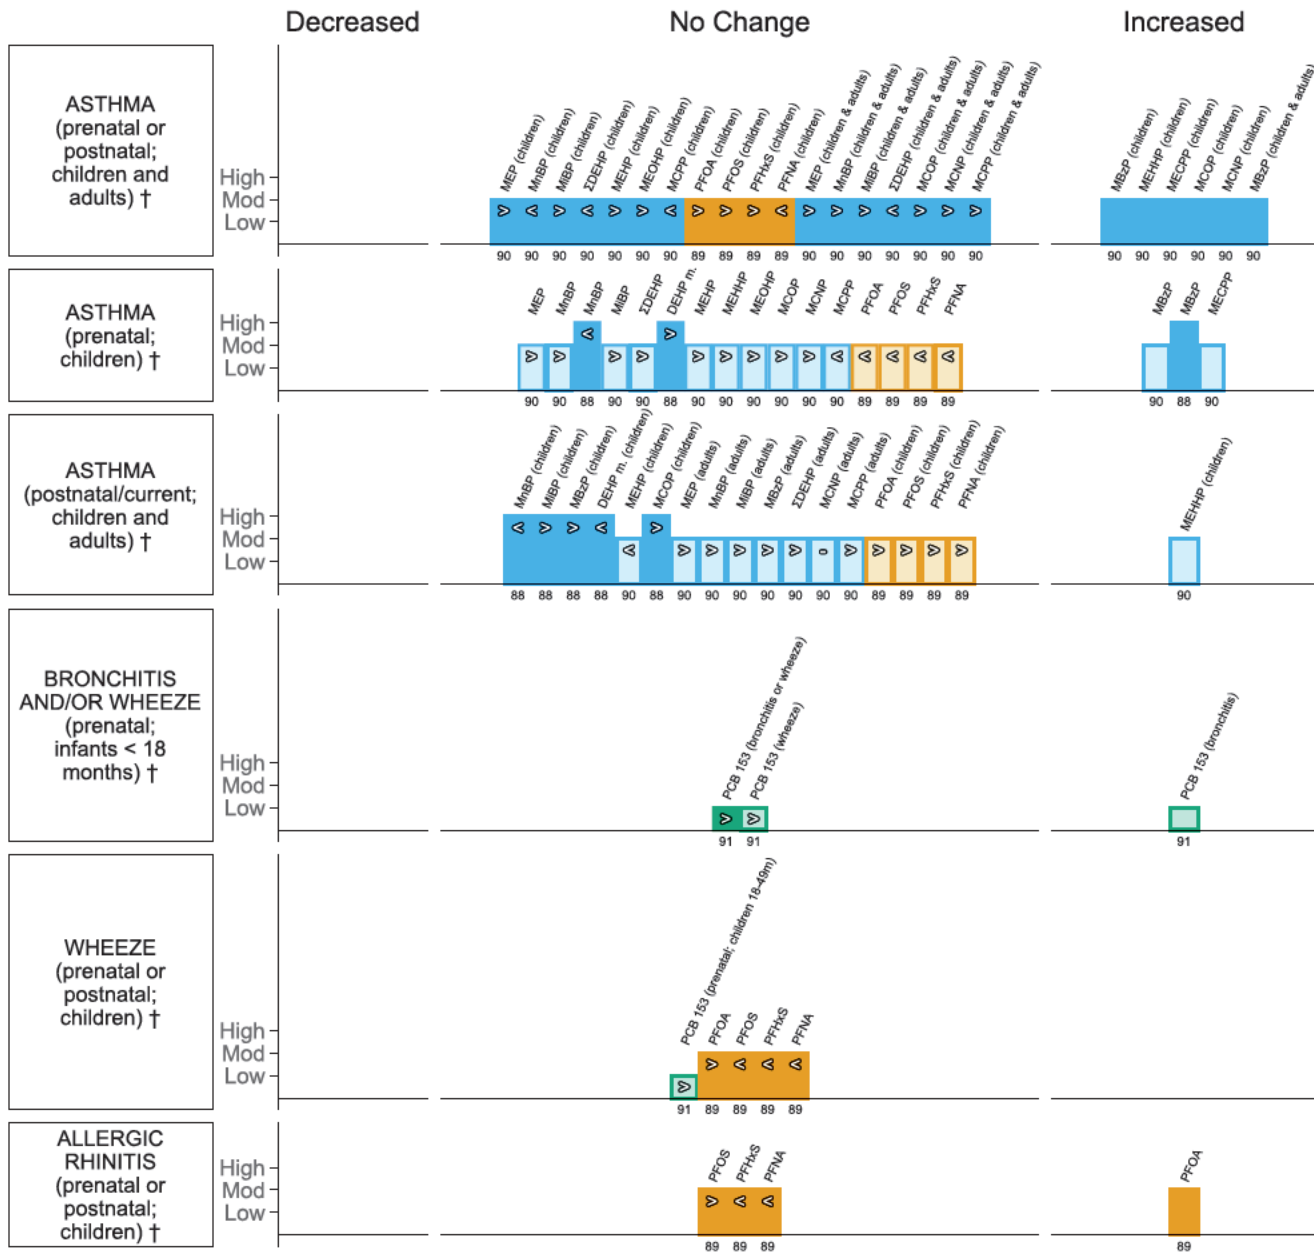 Decreased No Change Increased
ASTHMA
(prenatal or
postnatal;
children and
adults) †
High
Mod
Low
MEP (children)
MnBP (children)
MiBP (children)
ΣDEHP (children)
MEHP (children)
MEOHP (children)
MCPP (children)
PFOA (children)
PFOS (children)
PFHxS (children)
PFNA (children)
MEP (children & adults)
MnBP (children & adults)
MiBP (children & adults)
ΣDEHP (children & adults)
MCOP (children & adults)
MCNP (children & adults)
MCPP (children & adults)
MBzP (children)
MEHHP (children)
MECPP (children)
MCOP (children)
MCNP (children)
MBzP (children & adults)
90 90 90 90 90 90 90 89 89 89 89 90 90 90 90 90 90 90 90 90 90 90 90 90
ASTHMA
(prenatal;
children) †
High
Mod
Low
MEP
MnBP
MnBP
MiBP
ΣDEHP
DEHP m.
MEHP
MEHHP
MEOHP
MCOP
MCNP
MCPP
PFOA
PFOS
PFHxS
PFNA
MBzP
MBzP
MECPP
90 90 88 90 90 88 90 90 90 90 90 90 89 89 89 89 90 88 90
ASTHMA
(postnatal/current;
children and
adults) †
High
Mod
Low
MnBP (children)
MiBP (children)
MBzP (children)
DEHP m. (children)
MEHP (children)
MCOP (children)
MEP (adults)
MnBP (adults)
MiBP (adults)
MBzP (adults)
ΣDEHP (adults)
MCNP (adults)
MCPP (adults)
PFOA (children)
PFOS (children)
PFHxS (children)
PFNA (children)
MEHHP (children)
88 88 88 88 90 88 90 90 90 90 90 90 90 89 89 89 89 90
BRONCHITIS
AND/OR WHEEZE
(prenatal;
infants < 18
months) †
High
Mod
Low
PCB 153 (bronchitis or wheeze)
PCB 153 (wheeze)
PCB 153 (bronchitis)
91 91 91
WHEEZE
(prenatal or
postnatal;
children) †
High
Mod
Low
PCB 153 (prenatal; children 18-49m)
PFOA
PFOS
PFHxS
PFNA
91 89 89 89 89
ALLERGIC
RHINITIS
(prenatal or
postnatal;
children) †
High
Mod
Low
PFOS
PFHxS
PFNA
PFOA
89 89 89 89